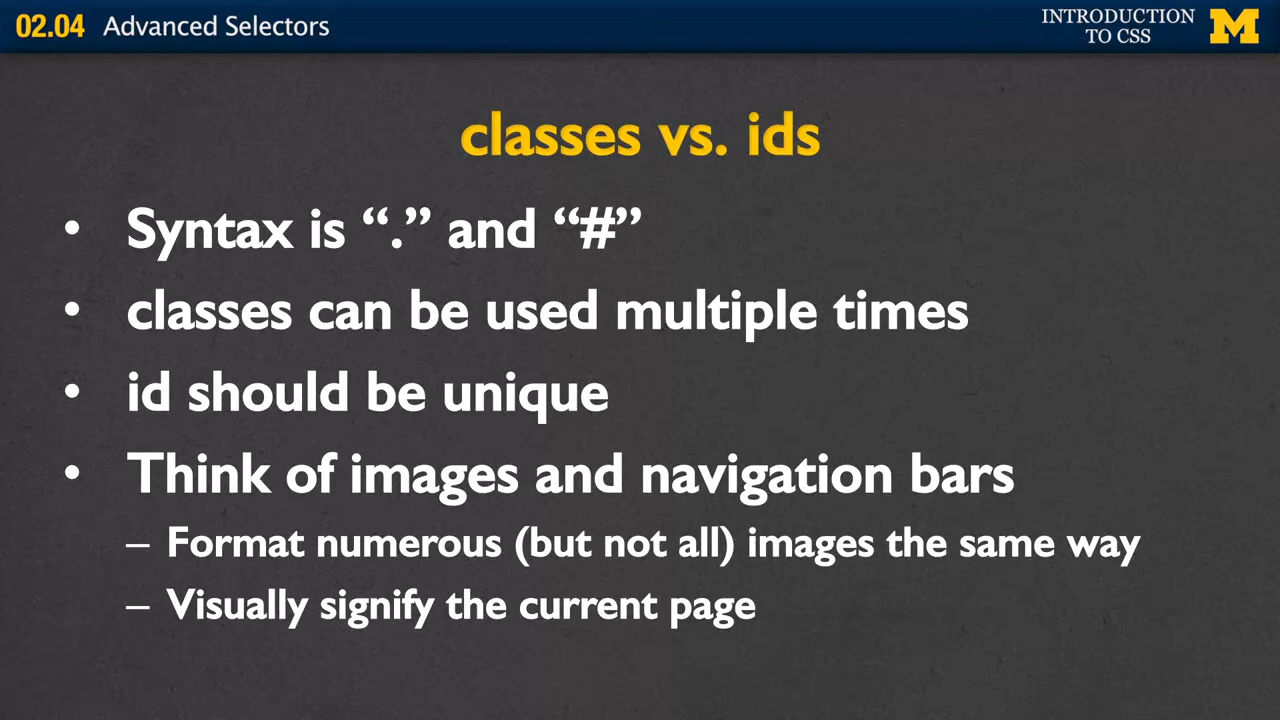 02.04 Advanced Selectors
INTRODUCTION
TO CSS
M
classes vs. ids
• Syntax is “.” and “#”
• classes can be used multiple times
• id should be unique
• Think of images and navigation bars
– Format numerous (but not all) images the same way
– Visually signify the current page